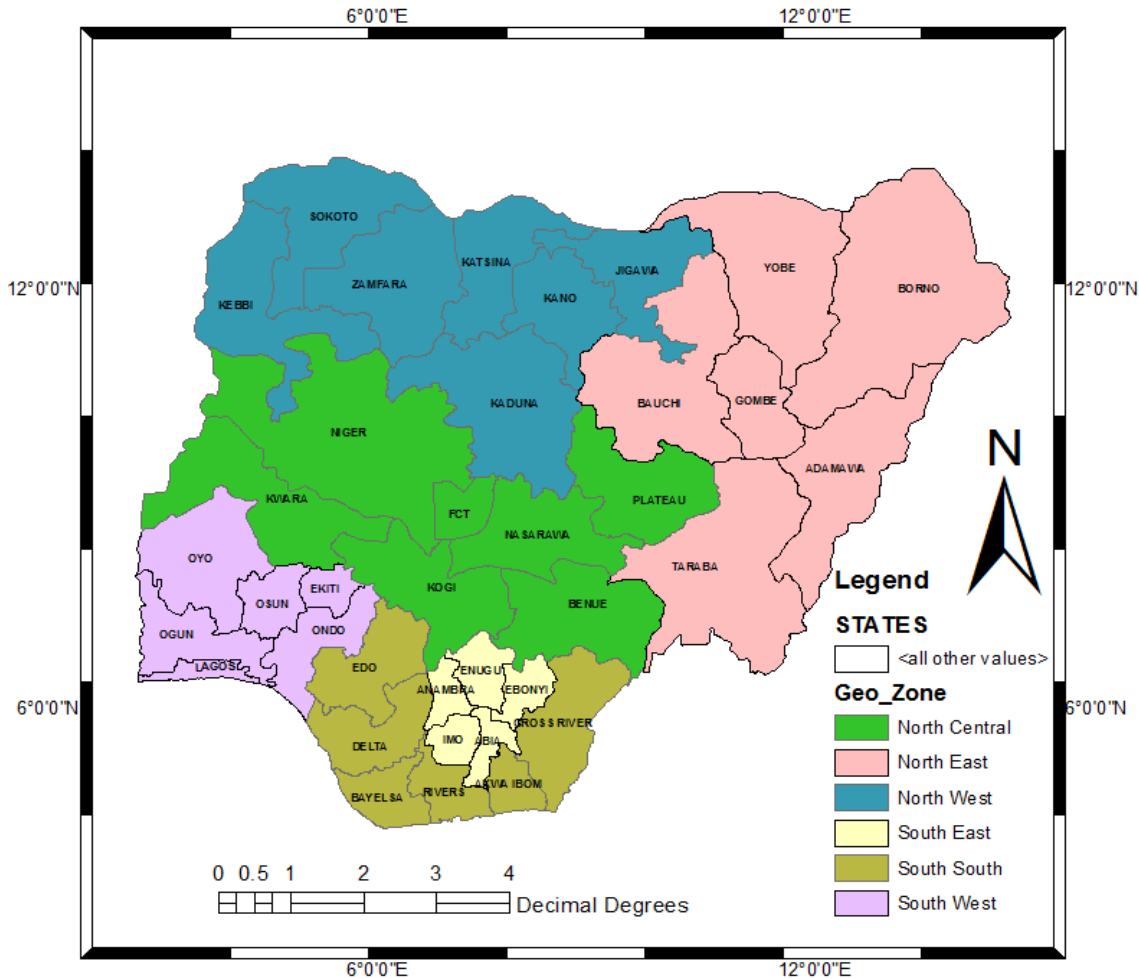 6°0'0"E 12°0'0"E
SOKOTO
KATSINA
YOBE
JIGAWA
ZAMFARA
BORNO
12°0'0"N 12°0'0"N
KEBBI
KANO
GOMBE
KADUNA
BAUCHI
NIGER
N
ADAMAWA
KWARA
PLATEAU
FCT
NASARAWA
OYO
TARABA
Legend
KOGI
EKITI
OSUN
BENUE
STATES
OGUN
ONDO
<all other values>
LAGOS
EDO
ENUGU
ANAMBRA
EBONYI
Geo_Zone
6°0'0"N 6°0'0"N
CROSS RIVER
North Central
DELTA
IMO
ABIA
North East
BAYELSA
RIVERS
AKWA IBOM
North West
South East
South South
South West
0 0.5 1 2 3 4
Decimal Degrees
6°0'0"E 12°0'0"E